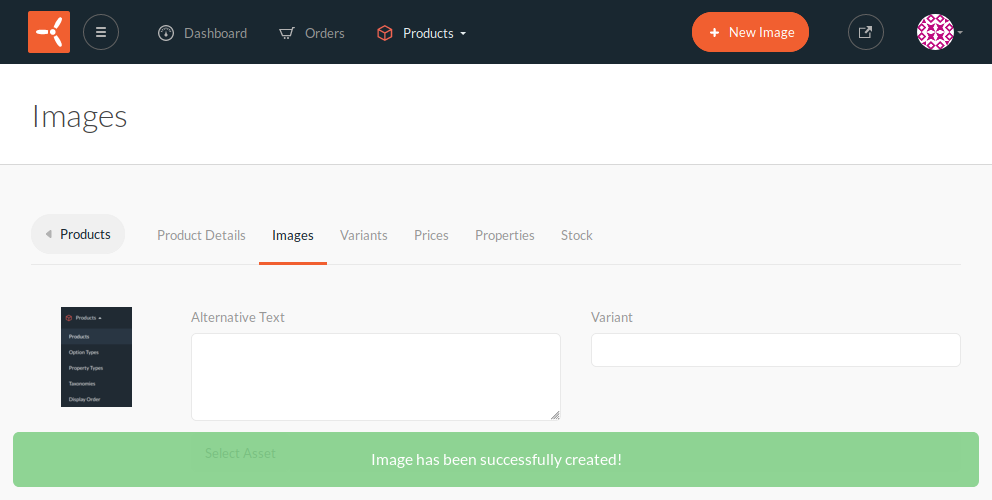 Dashboard
Orders
Products
New Image
Images
Products
Product Details
Images
Variants
Prices
Properties
Stock
Products
Products
Option Types
Property Types
Taxonomies
Display Order
Alternative Text
Variant
Select Asset
Image has been successfully created!